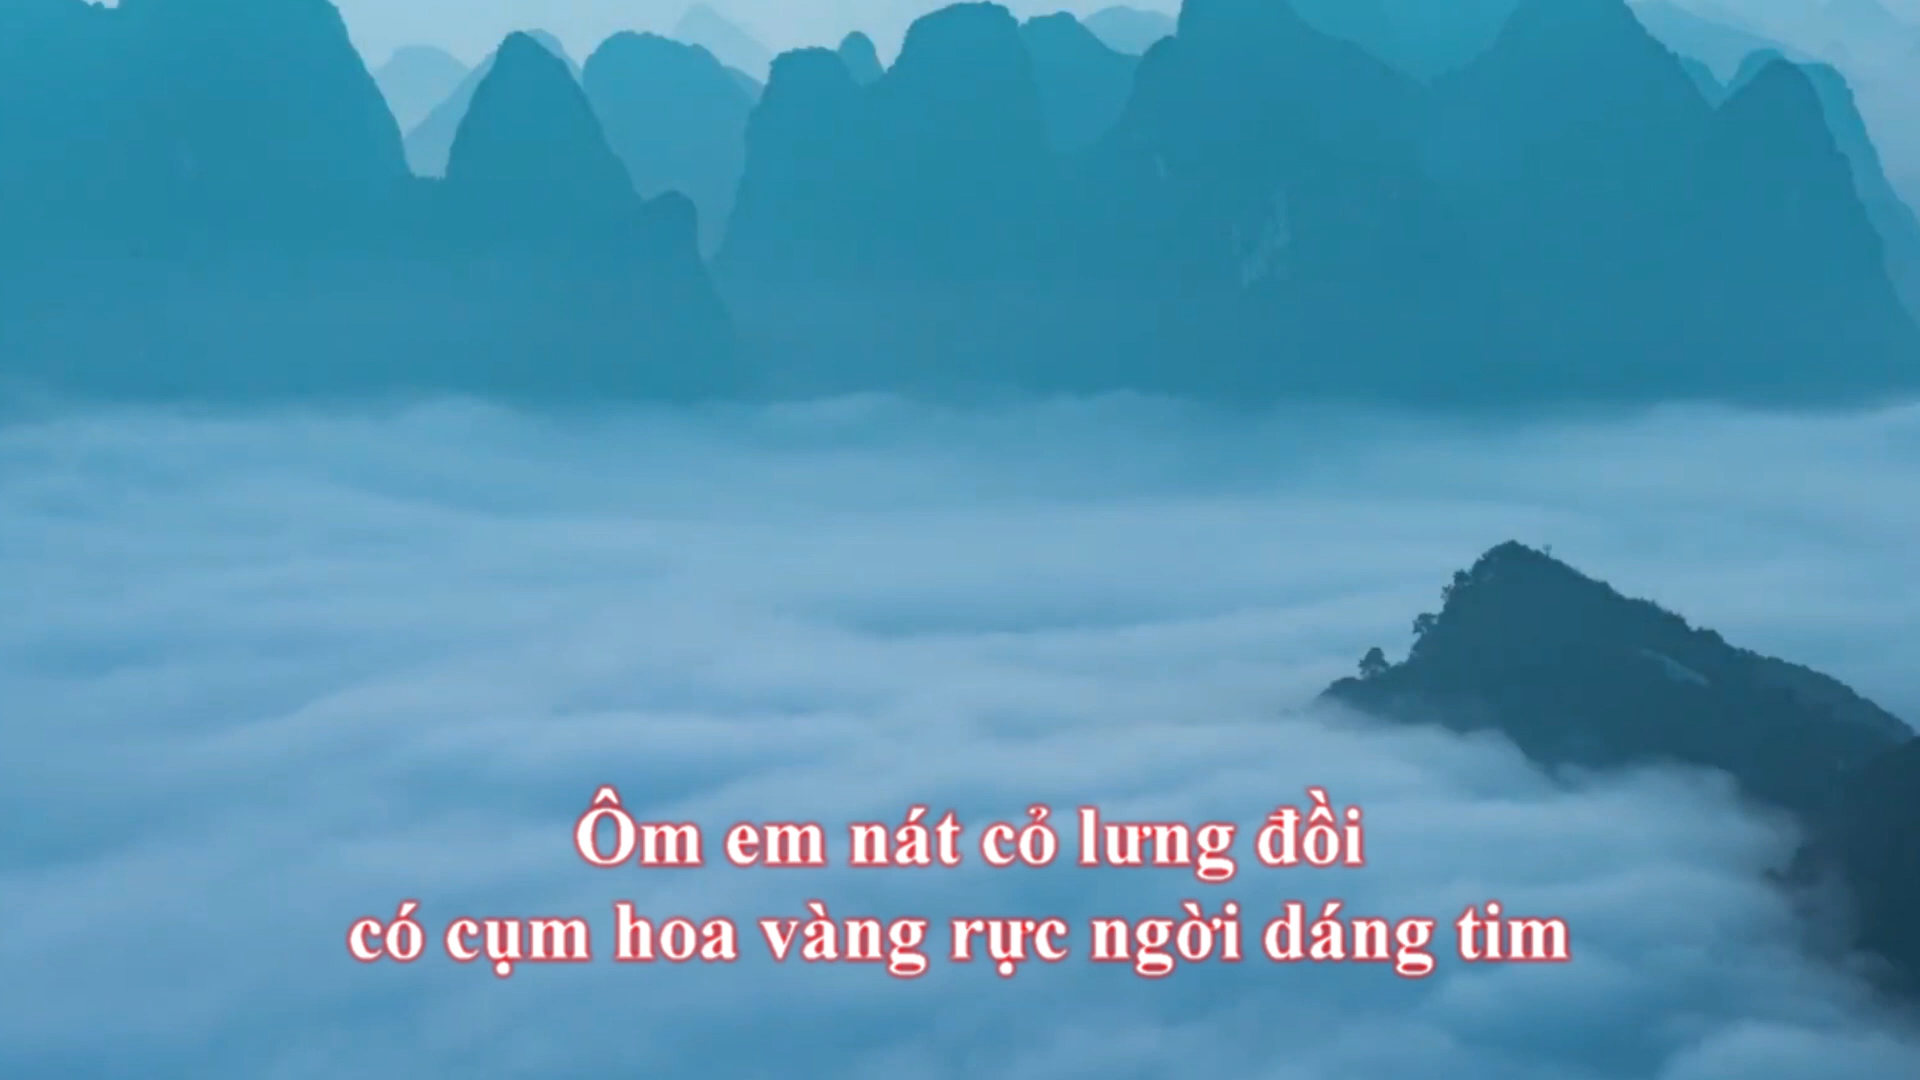 Ôm em nát cỏ lưng đồi
có cụm hoa vàng rực ngời dáng tim